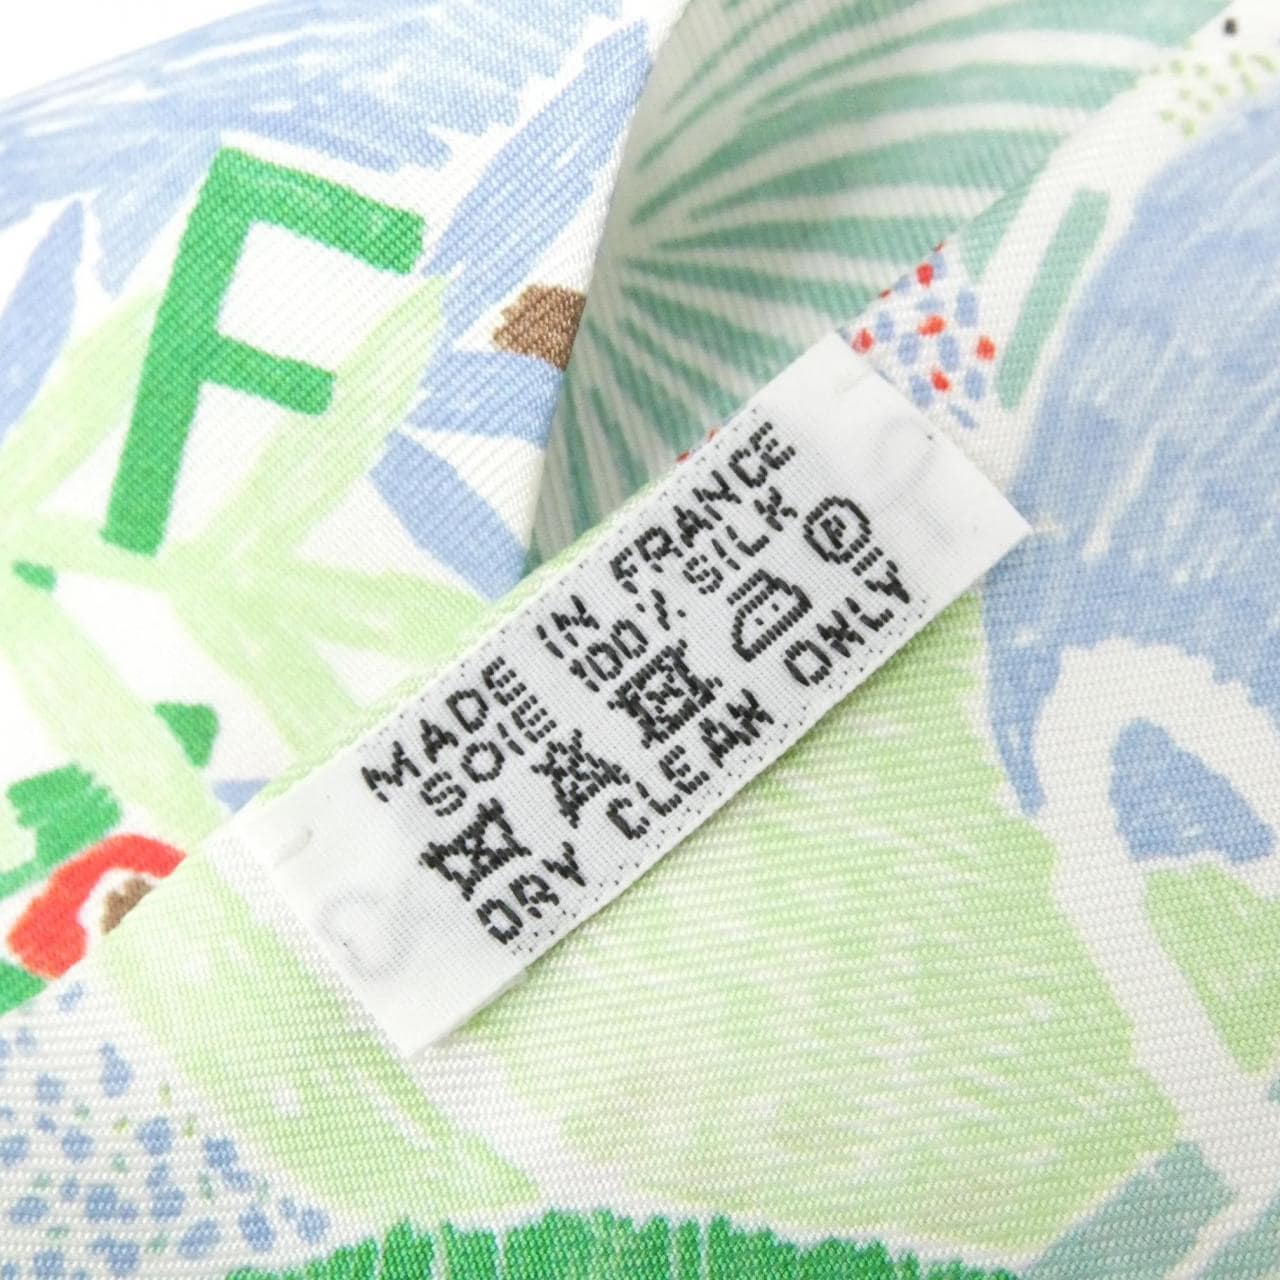 F
MADE IN FRANCE
SOIE 100% SILK
P
DRY CLEAN ONLY